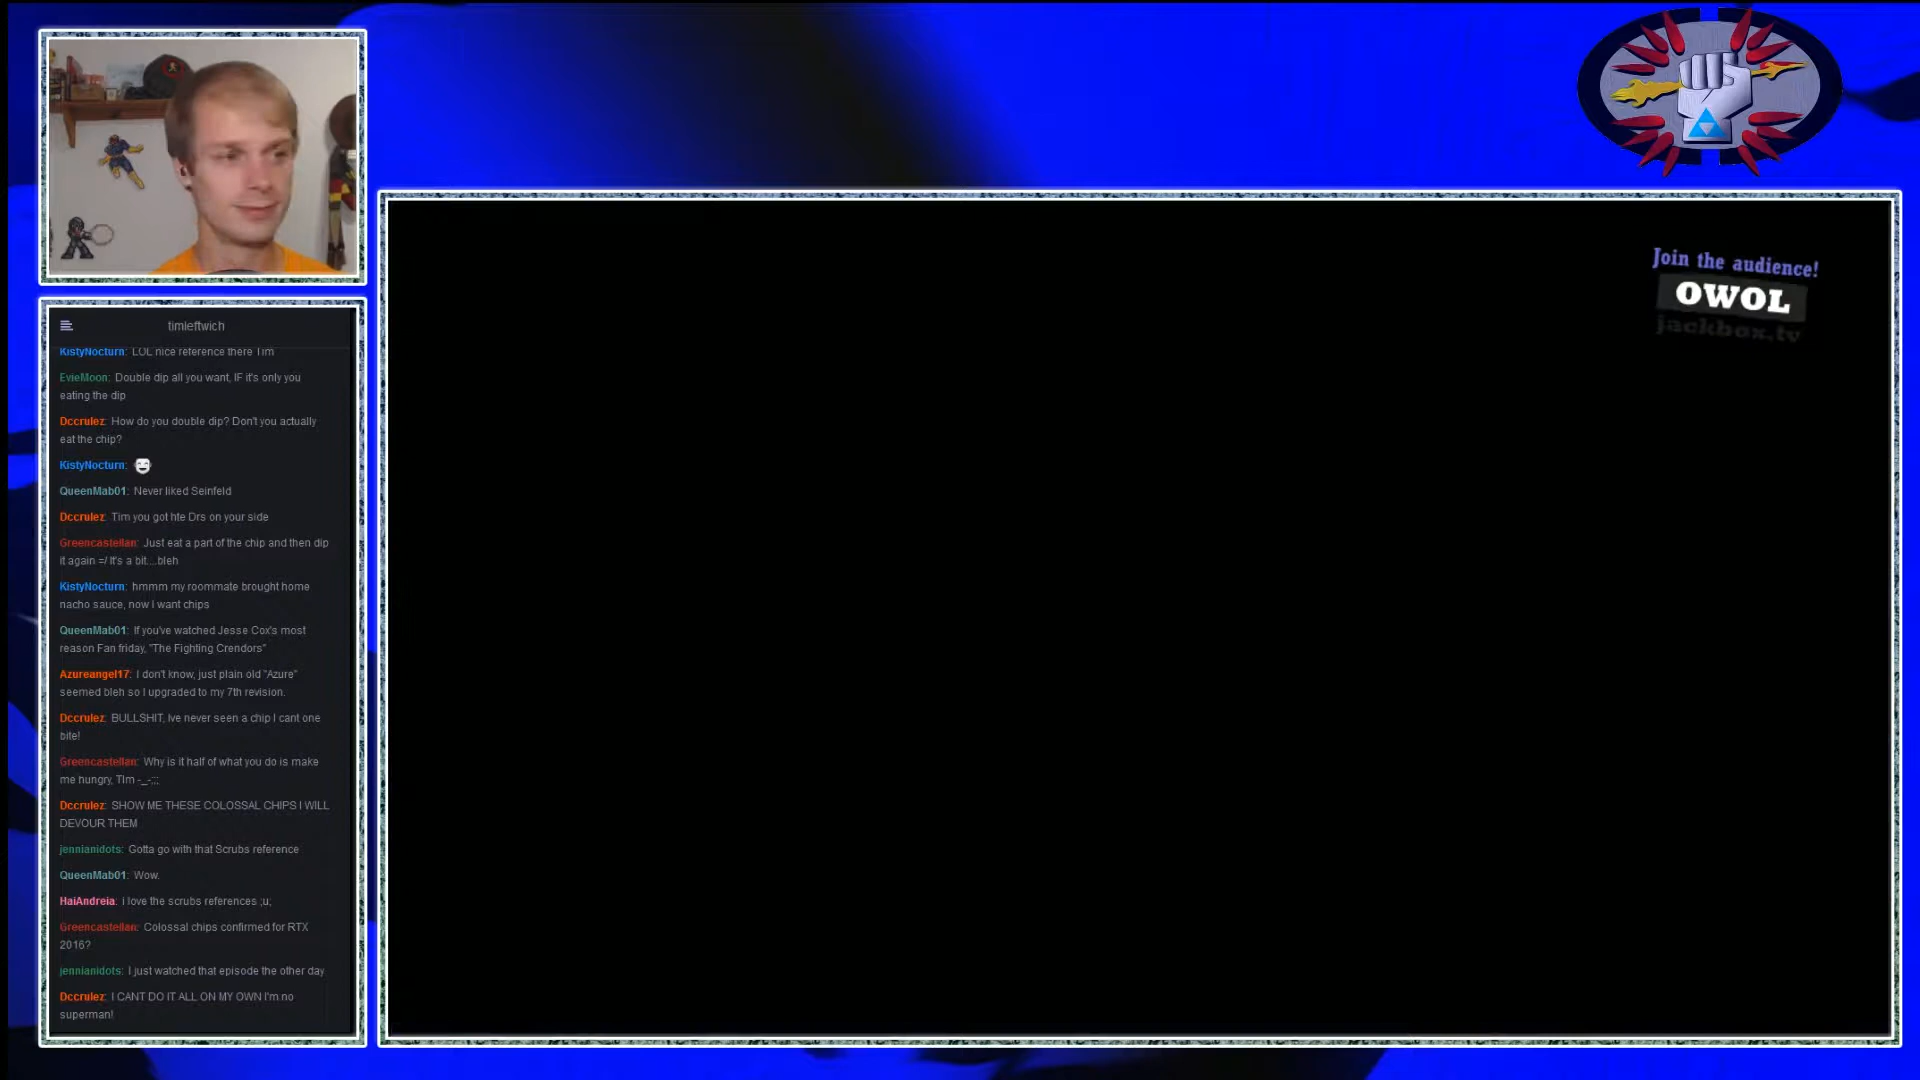 timleftwich
KistyNocturn: LOL nice reference there Tim
EvieMoon: Double dip all you want, IF it's only you
eating the dip
Dccrulez: How do you double dip? Don't you actually
eat the chip?
KistyNocturn:
QueenMab01: Never liked Seinfeld
Dccrulez: Tim you got hte Drs on your side
Greencastellan: Just eat a part of the chip and then dip
it again =/ It's a bit....bleh
KistyNocturn: hmmm my roommate brought home
nacho sauce, now I want chips
QueenMab01: If you've watched Jesse Cox's most
reason Fan friday, "The Fighting Crendors"
Azureangel17: I don't know, just plain old "Azure"
seemed bleh so I upgraded to my 7th revision.
Dccrulez: BULLSHIT, Ive never seen a chip I cant one
bite!
Greencastellan: Why is it half of what you do is make
me hungry, TIm -_-;;;
Dccrulez: SHOW ME THESE COLOSSAL CHIPS I WILL
DEVOUR THEM
jennianidots: Gotta go with that Scrubs reference
QueenMab01: Wow.
HaiAndreia: i love the scrubs references ;u;
Greencastellan: Colossal chips confirmed for RTX
2016?
jennianidots: I just watched that episode the other day
Dccrulez: I CANT DO IT ALL ON MY OWN I'm no
superman!
Join the audience!
OWOL
jackbox.tv